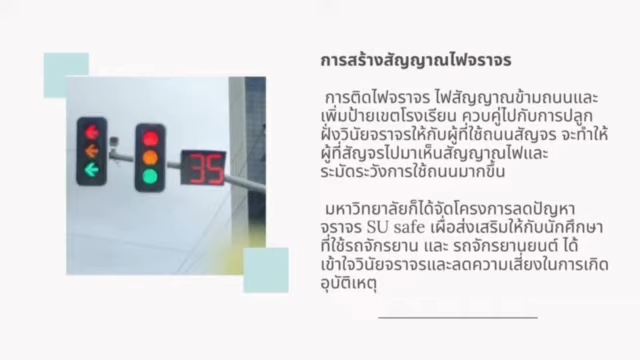 การสร้างสัญญาณไฟจราจร
การติดไฟจราจร ไฟสัญญาณข้ามถนนและ
เพิ่มป้ายเขตโรงเรียน ควบคู่ไปกับการปลูก
ฝั่งวินัยจราจรให้กับผู้ที่ใช้ถนนสัญจร จะทำให้
ผู้ที่สัญจรไปมาเห็นสัญญาณไฟและ
ระมัดระวังการใช้ถนนมากขึ้น
มหาวิทยาลัยก็ได้จัดโครงการลดปัญหา
จราจร SU safe เผื่อส่งเสริมให้กับนักศึกษา
ที่ใช้รถจักรยาน และ รถจักรยานยนต์ ได้
เข้าใจวินัยจราจรและลดความเสี่ยงในการเกิด
อุบัติเหตุ
35